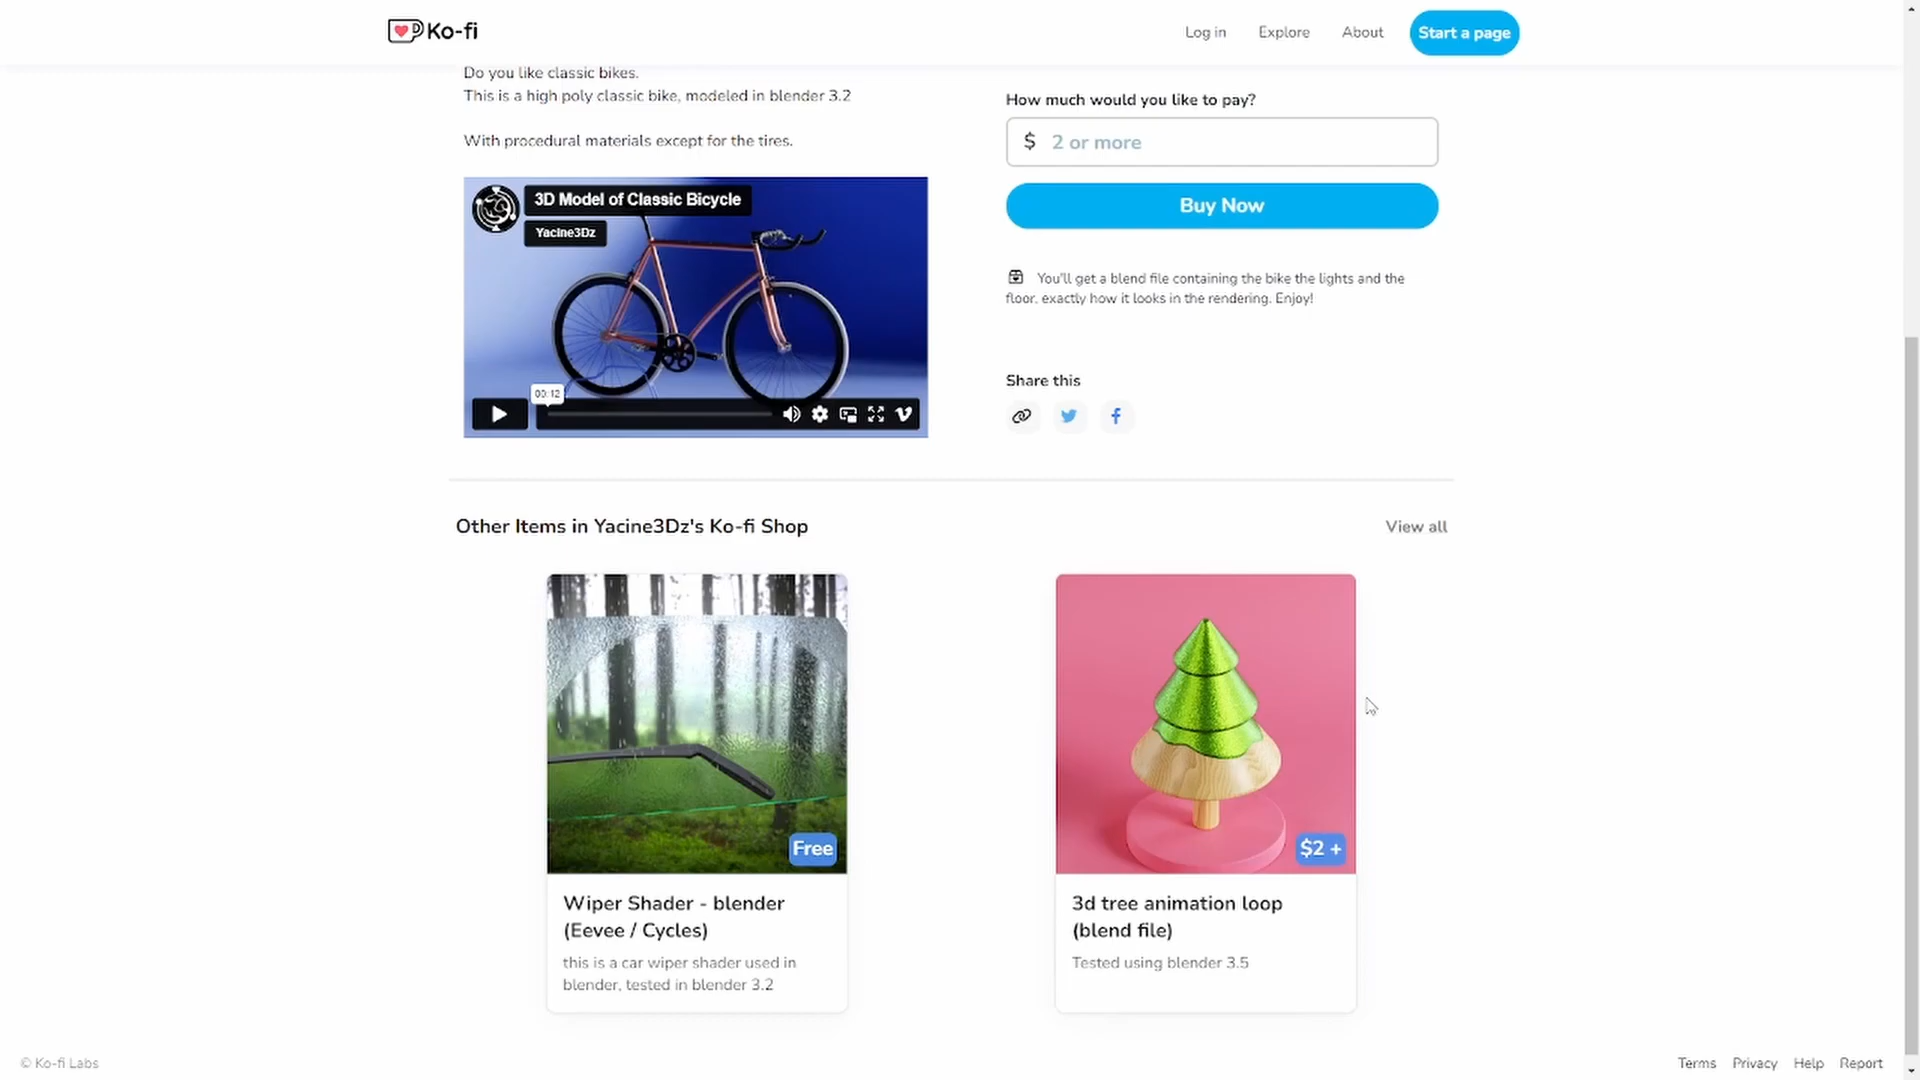 Ko-fi
Log in
Explore
About
Start a page
Do you like classic bikes.
This is a high poly classic bike, modeled in blender 3.2
With procedural materials except for the tires.
3D Model of Classic Bicycle
Yacine3Dz
00:12
How much would you like to pay?
$ 2 or more
Buy Now
You'll get a blend file containing the bike the lights and the
floor, exactly how it looks in the rendering. Enjoy!
Share this
Other Items in Yacine3Dz's Ko-fi Shop
View all
Free
Wiper Shader - blender
(Eevee / Cycles)
this is a car wiper shader used in
blender, tested in blender 3.2
$2 +
3d tree animation loop
(blend file)
Tested using blender 3.5
© Ko-fi Labs
Terms
Privacy
Help
Report